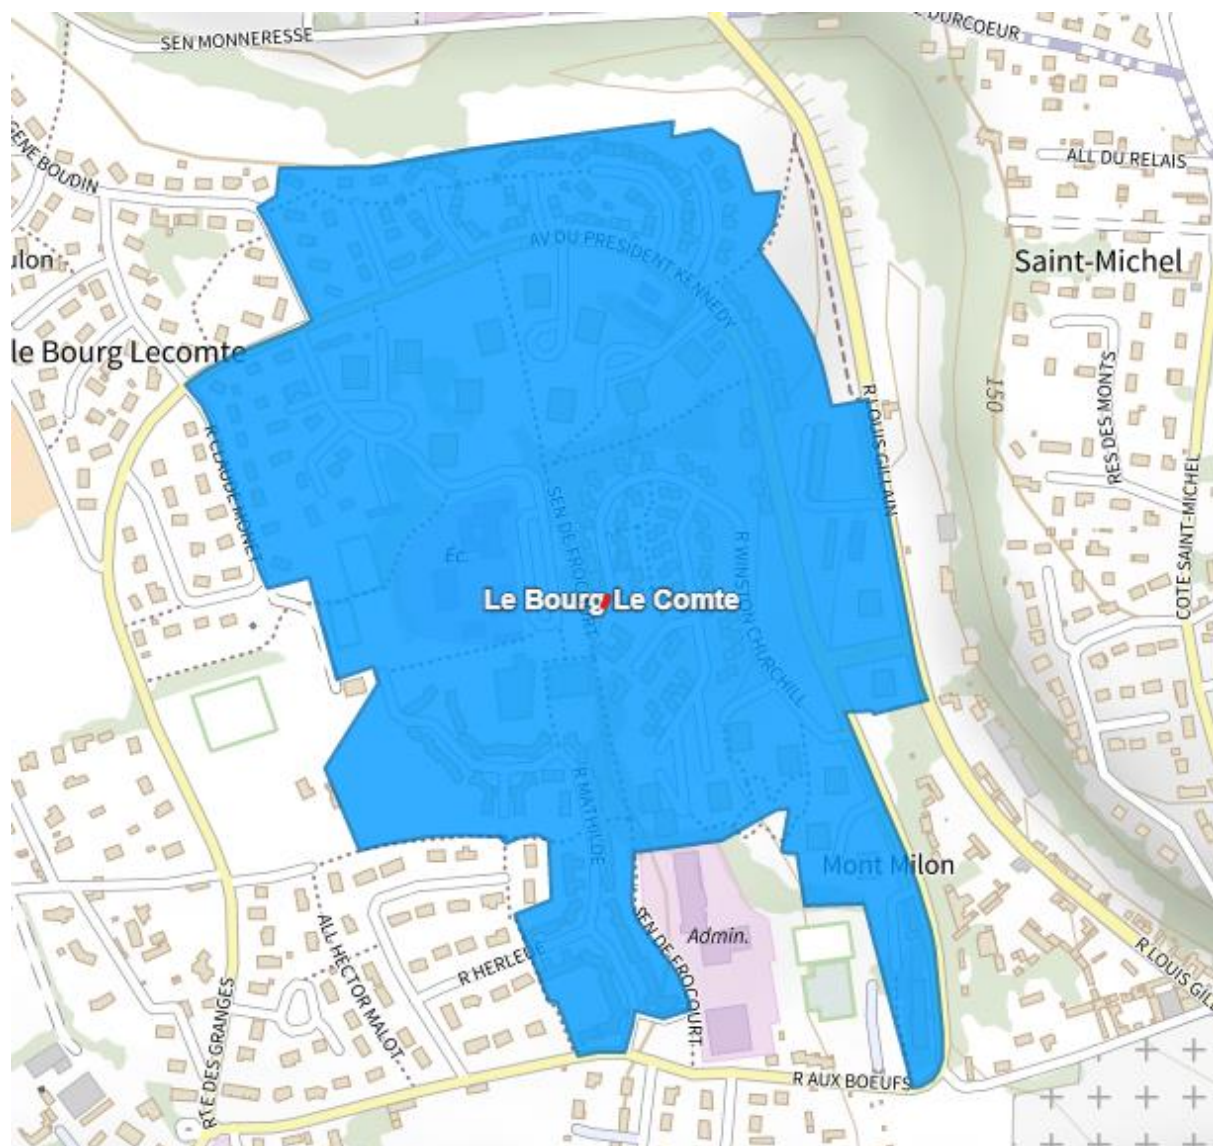 SEN MONNERESSE
DURCOEUR
GENE BOUDIN
ALL DU RELAIS
AV DU PRESIDENT KENNEDY
ulon
Saint-Michel
le Bourg Lecomte
150
R LOUIS GILLAIN
RES DES MONTS
R CLAUDE MONET
COTE SAINT-MICHEL
SEN DE FROCOURT
R WINSTON CHURCHILL
Ec.
Le Bourg Le Comte
R MATHILDE
Mont Milon
ALL HECTOR MALOT
R HERLEU
SEN DE FROCOURT
Admin.
R LOUIS GIL
RTE DES GRANGES
R AUX BOEUFS